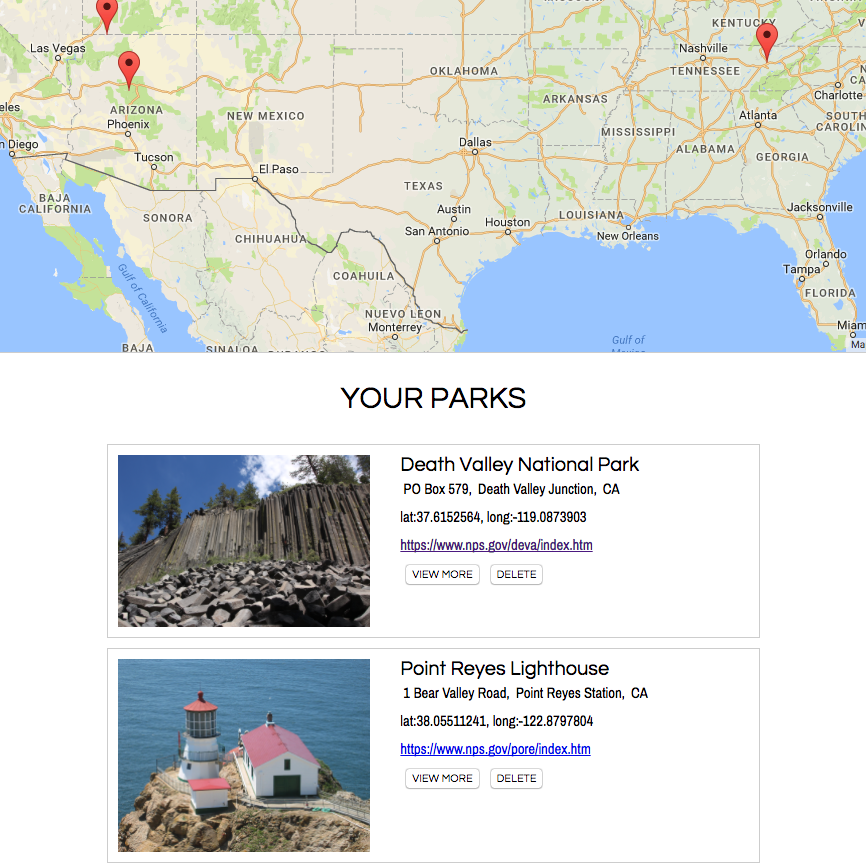 KENTUCKY
Las Vegas
Nashville
OKLAHOMA
TENNESSEE
ARKANSAS
Charlotte
ARIZONA
NEW MEXICO
Phoenix
Atlanta
SOUTH
CAROLINA
MISSISSIPPI
Dallas
ALABAMA
GEORGIA
Tucson
El Paso
TEXAS
BAJA
CALIFORNIA
Austin
Jacksonville
SONORA
Houston
LOUISIANA
San Antonio
New Orleans
CHIHUAHUA
Orlando
Tampa
COAHUILA
FLORIDA
Gulf of California
NUEVO LEON
Monterrey
Miam
Gulf of
Mexico
BAJA
SINALOA
DURANGO
Ma
YOUR PARKS
Death Valley National Park
PO Box 579, Death Valley Junction, CA
lat:37.6152564, long:-119.0873903
https://www.nps.gov/deva/index.htm
VIEW MORE DELETE
Point Reyes Lighthouse
1 Bear Valley Road, Point Reyes Station, CA
lat:38.05511241, long:-122.8797804
https://www.nps.gov/pore/index.htm
VIEW MORE DELETE